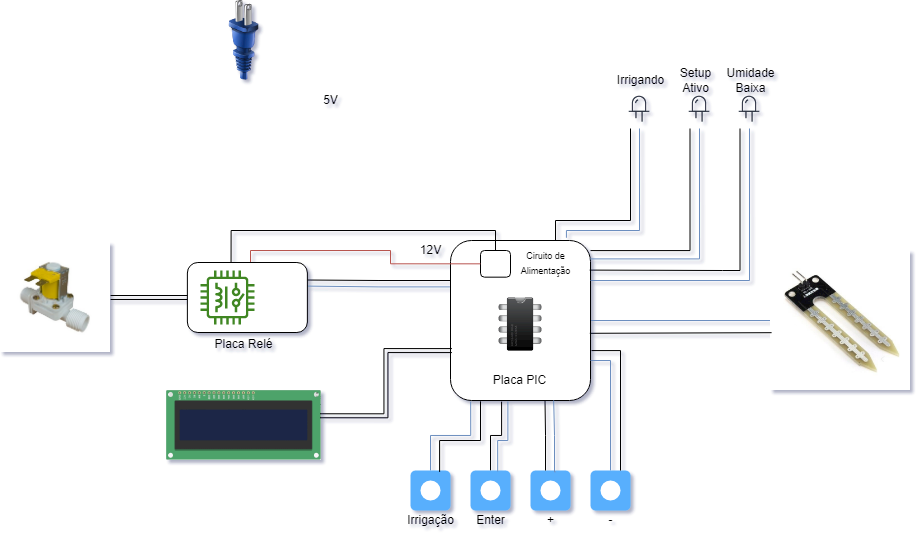 5V
Irrigando
Setup
Ativo
Umidade
Baixa
12V
Ciruito de
Alimentação
Placa Relé
Placa PIC
Irrigação
Enter
+
-